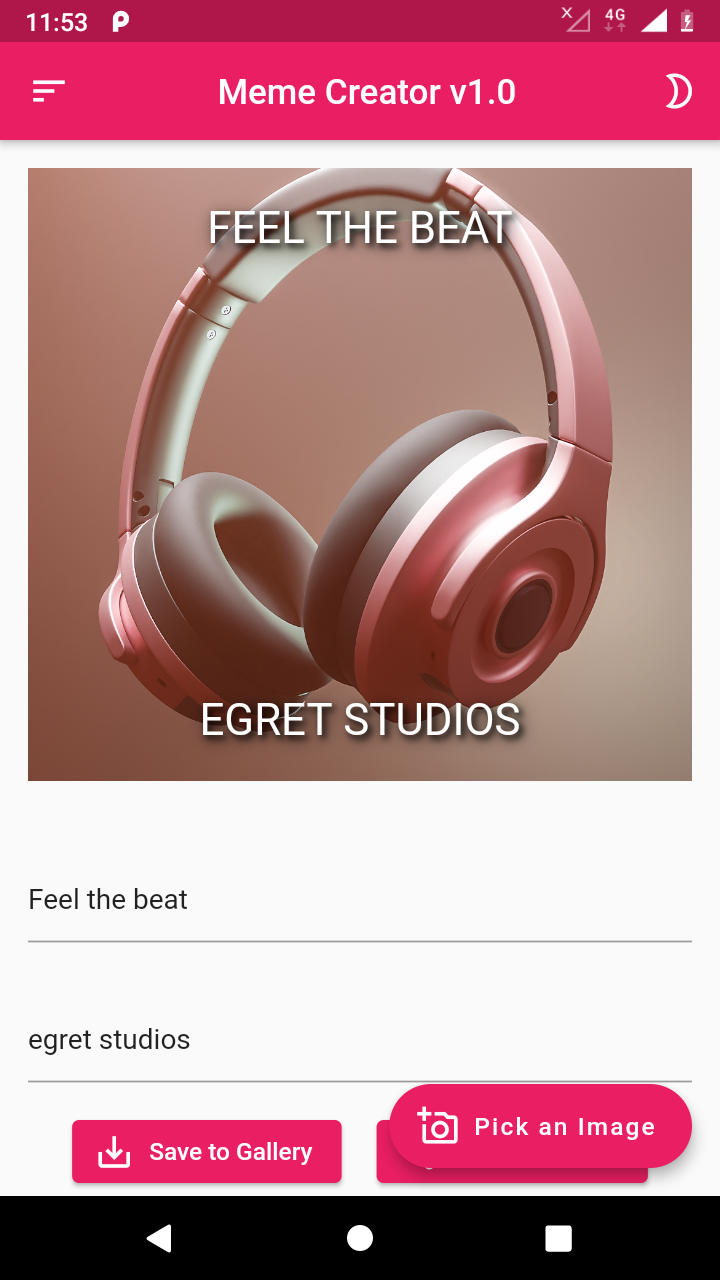 11:53
4G
Meme Creator v1.0
FEEL THE BEAT
EGRET STUDIOS
Feel the beat
egret studios
Pick an Image
Save to Gallery